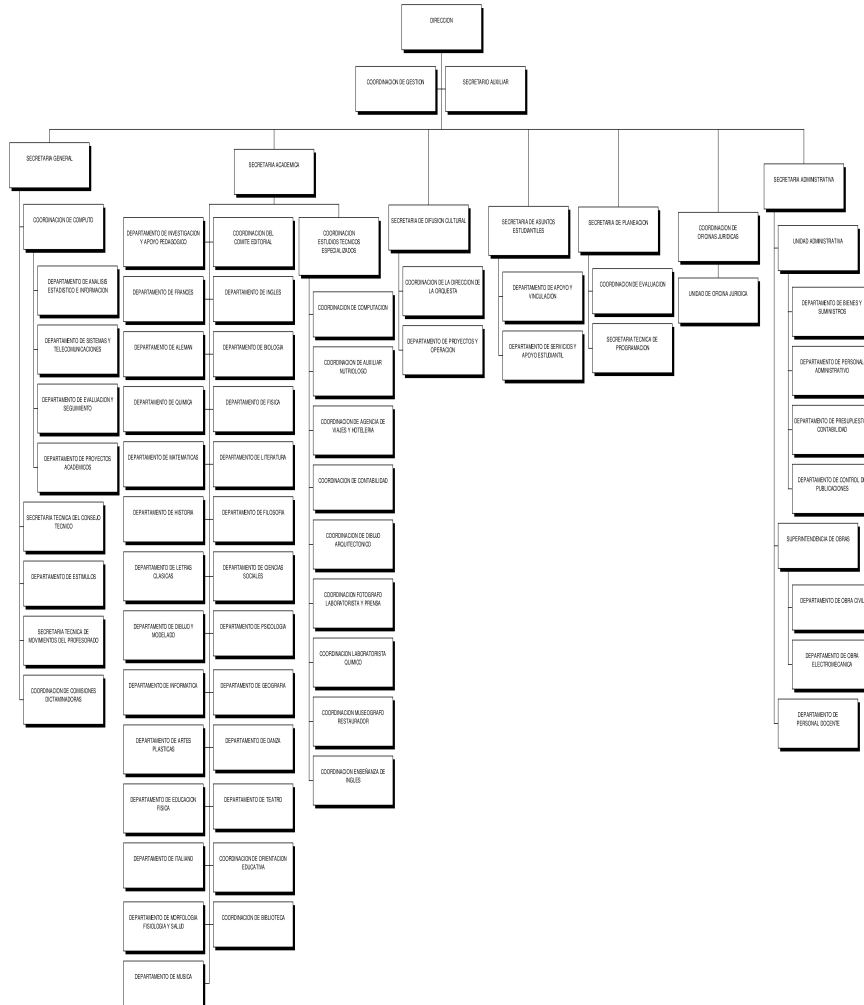 DIRECCION
COORDINACION DE GESTION
SECRETARIO AUXILIAR
SECRETARIA GENERAL
COORDINACION DE COMPUTO
DEPARTAMENTO DE ANALISIS
ESTADISTICO E INFORMACION
DEPARTAMENTO DE SISTEMAS Y
TELECOMUNICACIONES
DEPARTAMENTO DE EVALUACION Y
SEGUIMIENTO
DEPARTAMENTO DE PROYECTOS
ACADEMICOS
SECRETARIA TECNICA DEL CONSEJO
TECNICO
DEPARTAMENTO DE ESTIMULOS
SECRETARIA TECNICA DE
MOVIMIENTOS DEL PROFESORADO
COORDINACION DE COMISIONES
DICTAMINADORAS
SECRETARIA ACADEMICA
DEPARTAMENTO DE INVESTIGACION
Y APOYO PEDAGOGICO
COORDINACION DEL
COMITE EDITORIAL
DEPARTAMENTO DE FRANCES
DEPARTAMENTO DE INGLES
DEPARTAMENTO DE ALEMAN
DEPARTAMENTO DE BIOLOGIA
DEPARTAMENTO DE QUIMICA
DEPARTAMENTO DE FISICA
DEPARTAMENTO DE MATEMATICAS
DEPARTAMENTO DE LITERATURA
DEPARTAMENTO DE HISTORIA
DEPARTAMENTO DE FILOSOFIA
DEPARTAMENTO DE LETRAS
CLASICAS
DEPARTAMENTO DE CIENCIAS
SOCIALES
DEPARTAMENTO DE DIBUJO Y
MODELADO
DEPARTAMENTO DE PSICOLOGIA
DEPARTAMENTO DE INFORMATICA
DEPARTAMENTO DE GEOGRAFIA
DEPARTAMENTO DE ARTES
PLASTICAS
DEPARTAMENTO DE DANZA
DEPARTAMENTO DE EDUCACION
FISICA
DEPARTAMENTO DE TEATRO
DEPARTAMENTO DE ITALIANO
COORDINACION DE ORIENTACION
EDUCATIVA
DEPARTAMENTO DE MORFOLOGIA
FISIOLOGIA Y SALUD
COORDINACION DE BIBLIOTECA
DEPARTAMENTO DE MUSICA
COORDINACION
ESTUDIOS TECNICOS
ESPECIALIZADOS
COORDINACION DE COMPUTACION
COORDINACION DE AUXILIAR
NUTRIOLOGO
COORDINACION DE AGENCIA DE
VIAJES Y HOTELERIA
COORDINACION DE CONTABILIDAD
COORDINACION DE DIBUJO
ARQUITECTONICO
COORDINACION FOTOGRAFO
LABORATORISTA Y PRENSA
COORDINACION LABORATORISTA
QUIMICO
COORDINACION MUSEOGRAFO
RESTAURADOR
COORDINACION ENSEÑANZA DE
INGLES
SECRETARIA DE DIFUSION CULTURAL
COORDINACION DE LA DIRECCION DE
LA ORQUESTA
DEPARTAMENTO DE PROYECTOS Y
OPERACION
SECRETARIA DE ASUNTOS
ESTUDIANTILES
DEPARTAMENTO DE APOYO Y
VINCULACION
DEPARTAMENTO DE SERVICIOS Y
APOYO ESTUDIANTIL
SECRETARIA DE PLANEACION
COORDINACION DE EVALUACION
SECRETARIA TECNICA DE
PROGRAMACION
COORDINACION DE
OFICINAS JURIDICAS
UNIDAD DE OFICINA JURIDICA
SECRETARIA ADMINISTRATIVA
UNIDAD ADMINISTRATIVA
DEPARTAMENTO DE BIENES Y
SUMINISTROS
DEPARTAMENTO DE PERSONAL
ADMINISTRATIVO
DEPARTAMENTO DE PRESUPUESTO
CONTABILIDAD
DEPARTAMENTO DE CONTROL DE
PUBLICACIONES
SUPERINTENDENCIA DE OBRAS
DEPARTAMENTO DE OBRA CIVIL
DEPARTAMENTO DE OBRA
ELECTROMECANICA
DEPARTAMENTO DE
PERSONAL DOCENTE